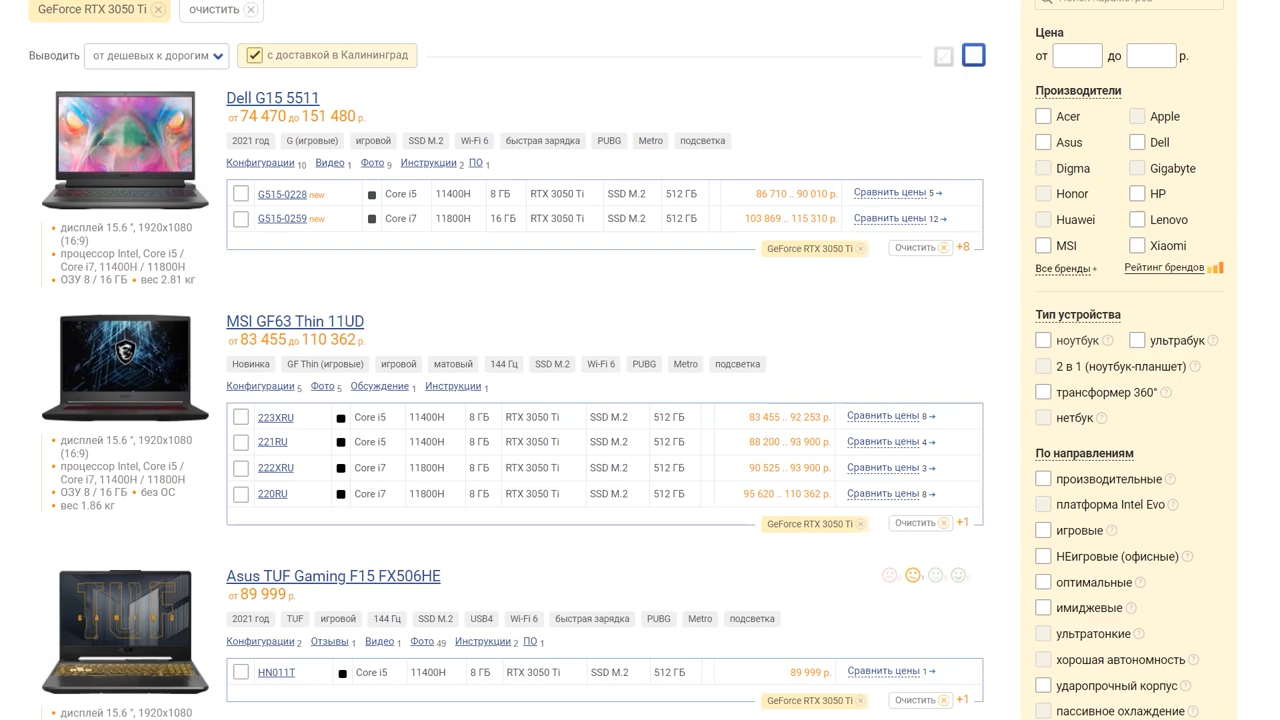 GeForce RTX 3050 Ti
очистить
Выводить
от дешевых к дорогим
с доставкой в Калининград
Dell G15 5511
от 74 470 до 151 480 р.
2021 год G (игровые) игровой SSD M.2 Wi-Fi 6 быстрая зарядка PUBG Metro подсветка
Конфигурации 10 Видео 1 Фото 9 Инструкции 2 ПО 1
G515-0228 new Core i5 11400H 8 ГБ RTX 3050 Ti SSD M.2 512 ГБ 86 710 .. 90 010 р. Сравнить цены 5→
G515-0259 new Core i7 11800H 16 ГБ RTX 3050 Ti SSD M.2 512 ГБ 103 869 .. 115 310 р. Сравнить цены 12→
GeForce RTX 3050 Ti Очистить +8
дисплей 15.6 ", 1920x1080
(16:9)
процессор Intel, Core i5 /
Core i7, 11400H / 11800H
ОЗУ 8 / 16 ГБ • вес 2.81 кг
MSI GF63 Thin 11UD
от 83 455 до 110 362 р.
Новинка GF Thin (игровые) игровой матовый 144 Гц SSD M.2 Wi-Fi 6 PUBG Metro подсветка
Конфигурации 5 Фото 5 Обсуждение 1 Инструкции 1
223XRU Core i5 11400H 8 ГБ RTX 3050 Ti SSD M.2 512 ГБ 83 455 .. 92 253 р. Сравнить цены 8→
221RU Core i5 11400H 8 ГБ RTX 3050 Ti SSD M.2 512 ГБ 88 200 .. 93 900 р. Сравнить цены 4→
222XRU Core i7 11800H 8 ГБ RTX 3050 Ti SSD M.2 512 ГБ 90 525 .. 93 900 р. Сравнить цены 3→
220RU Core i7 11800H 8 ГБ RTX 3050 Ti SSD M.2 512 ГБ 95 620 .. 110 362 р. Сравнить цены 8→
GeForce RTX 3050 Ti Очистить +1
дисплей 15.6 ", 1920x1080
(16:9)
процессор Intel, Core i5 /
Core i7, 11400H / 11800H
ОЗУ 8 / 16 ГБ • без ОС
вес 1.86 кг
Asus TUF Gaming F15 FX506HE
от 89 999 р.
2021 год TUF игровой 144 Гц SSD M.2 USB4 Wi-Fi 6 быстрая зарядка PUBG Metro подсветка
Конфигурации 2 Отзывы 1 Видео 1 Фото 49 Инструкции 2 ПО 1
HN011T Core i5 11400H 8 ГБ RTX 3050 Ti SSD M.2 512 ГБ 89 999 р. Сравнить цены 1→
GeForce RTX 3050 Ti Очистить +1
TUF
GAMING
дисплей 15.6 ", 1920x1080
Поиск параметров
Цена
от до р.
Производители
Acer Apple
Asus Dell
Digma Gigabyte
Honor HP
Huawei Lenovo
MSI Xiaomi
Все бренды + Рейтинг брендов
Тип устройства
ноутбук ? ультрабук ?
2 в 1 (ноутбук-планшет) ?
трансформер 360° ?
нетбук ?
По направлениям
производительные ?
платформа Intel Evo ?
игровые ?
НЕигровые (офисные) ?
оптимальные ?
имиджевые ?
ультратонкие ?
хорошая автономность ?
ударопрочный корпус ?
пассивное охлаждение ?